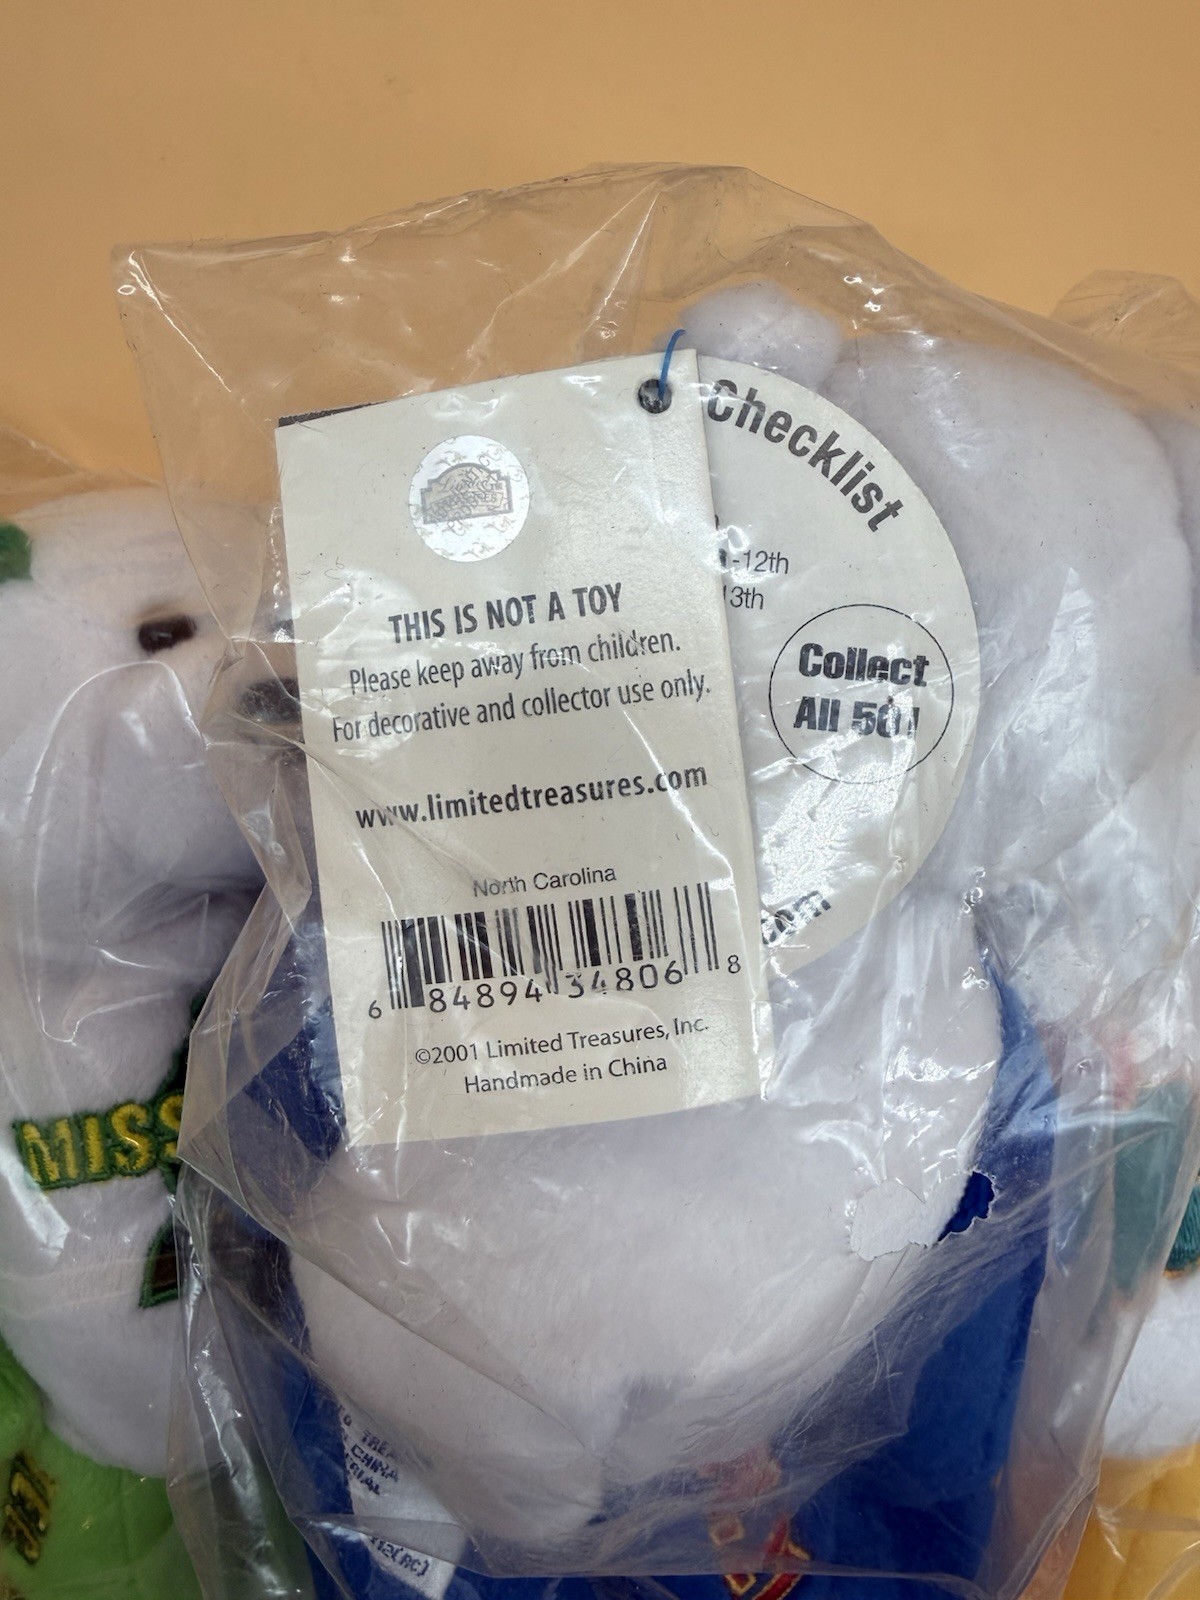 THIS IS NOT A TOY
Please keep away from children.
For decorative and collector use only.
www.limitedtreasures.com
North Carolina
6 84894 34806 8
©2001 Limited Treasures, Inc.
Handmade in China
Checklist
-12th
13th
Collect
All 50!
.com
MISS
CHINA